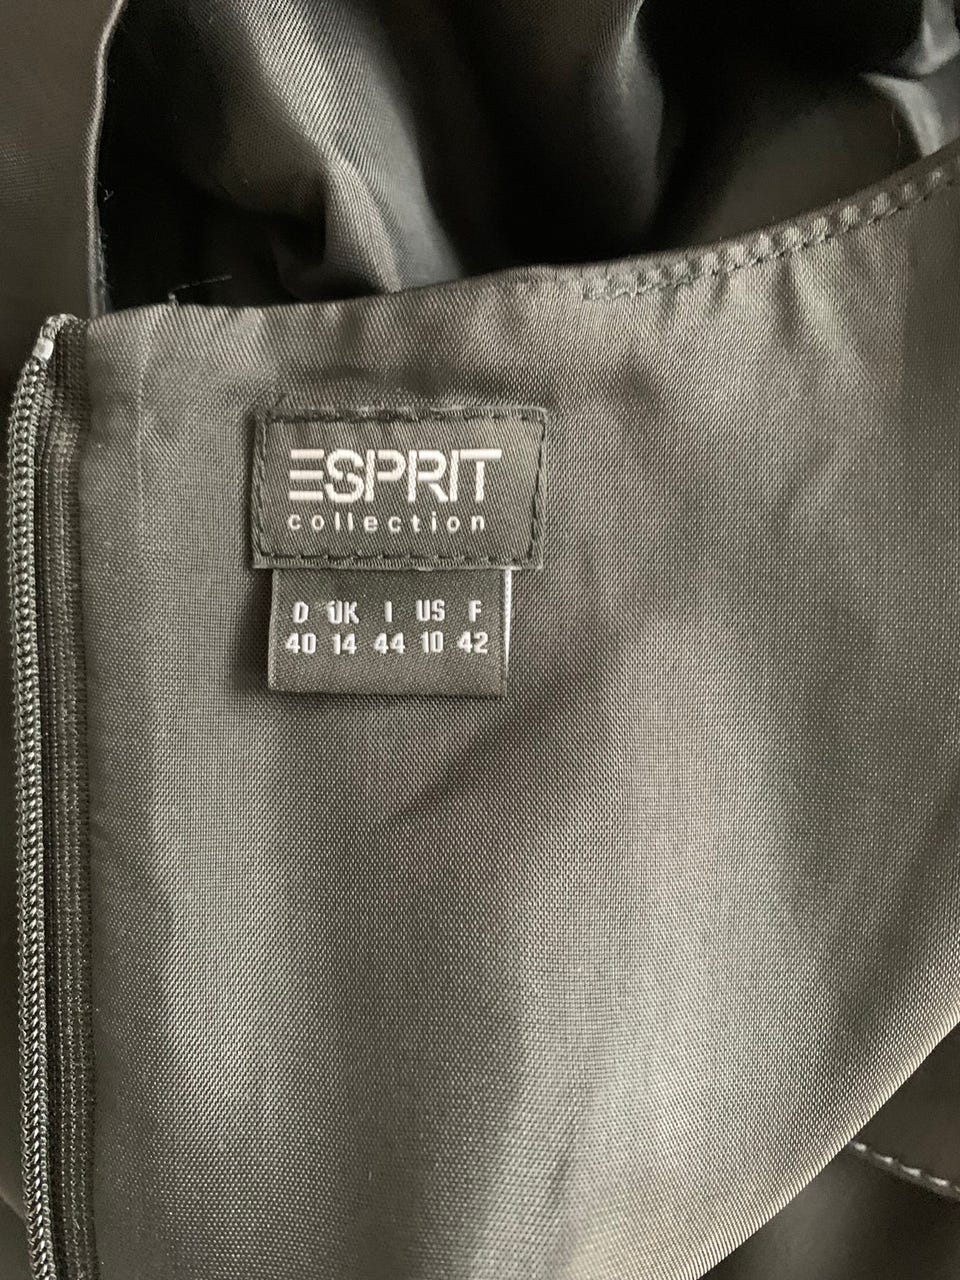 ESPRIT
collection
D UK I US F
40 14 44 10 42